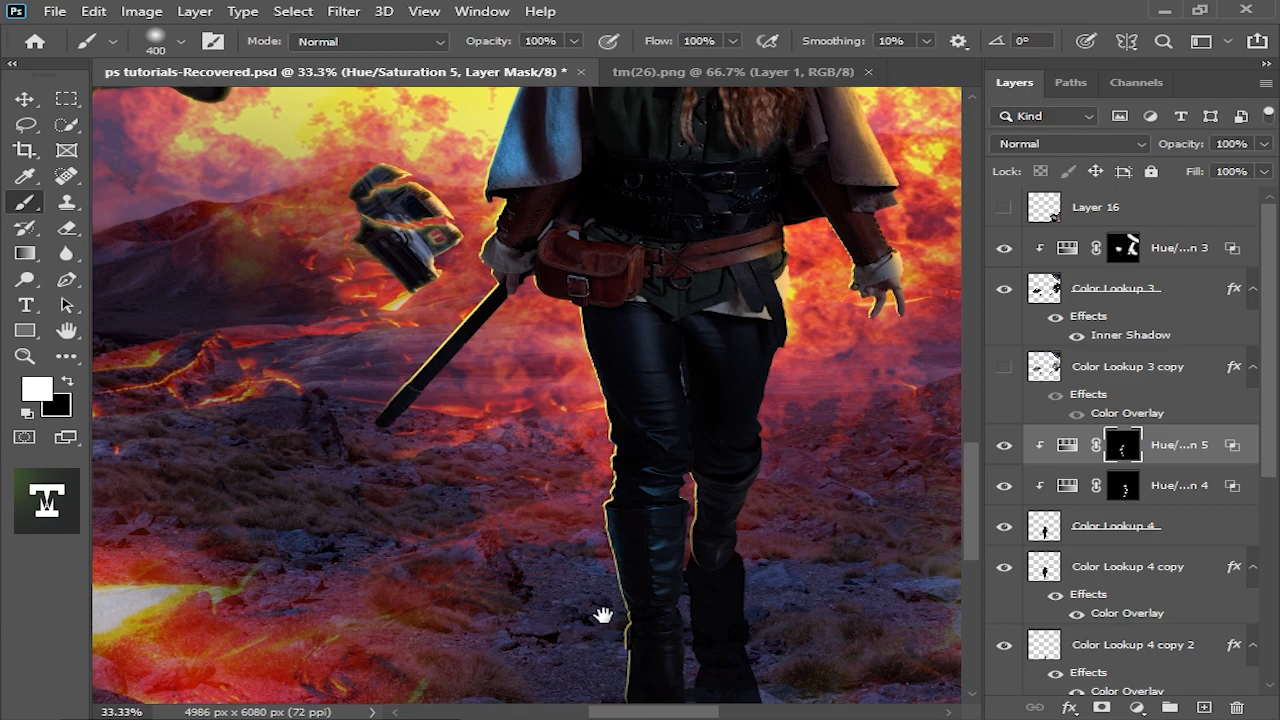 Ps File Edit Image Layer Type Select Filter 3D View Window Help
400 Mode: Normal Opacity: 100% Flow: 100% Smoothing: 10% 0°
ps tutorials-Recovered.psd @ 33.3% (Hue/Saturation 5, Layer Mask/8) * × tm(26).png @ 66.7% (Layer 1, RGB/8) ×
Layers Paths Channels
Kind
Normal Opacity: 100%
Lock: Fill: 100%
Layer 16
Hue/...n 3
Color Lookup 3 fx
Effects
Inner Shadow
Color Lookup 3 copy fx
Effects
Color Overlay
Hue/...n 5
Hue/...n 4
Color Lookup 4
Color Lookup 4 copy fx
Effects
Color Overlay
Color Lookup 4 copy 2 fx
Effects
Color Overlay
TM
33.33% 4986 px x 6080 px (72 ppi)
fx